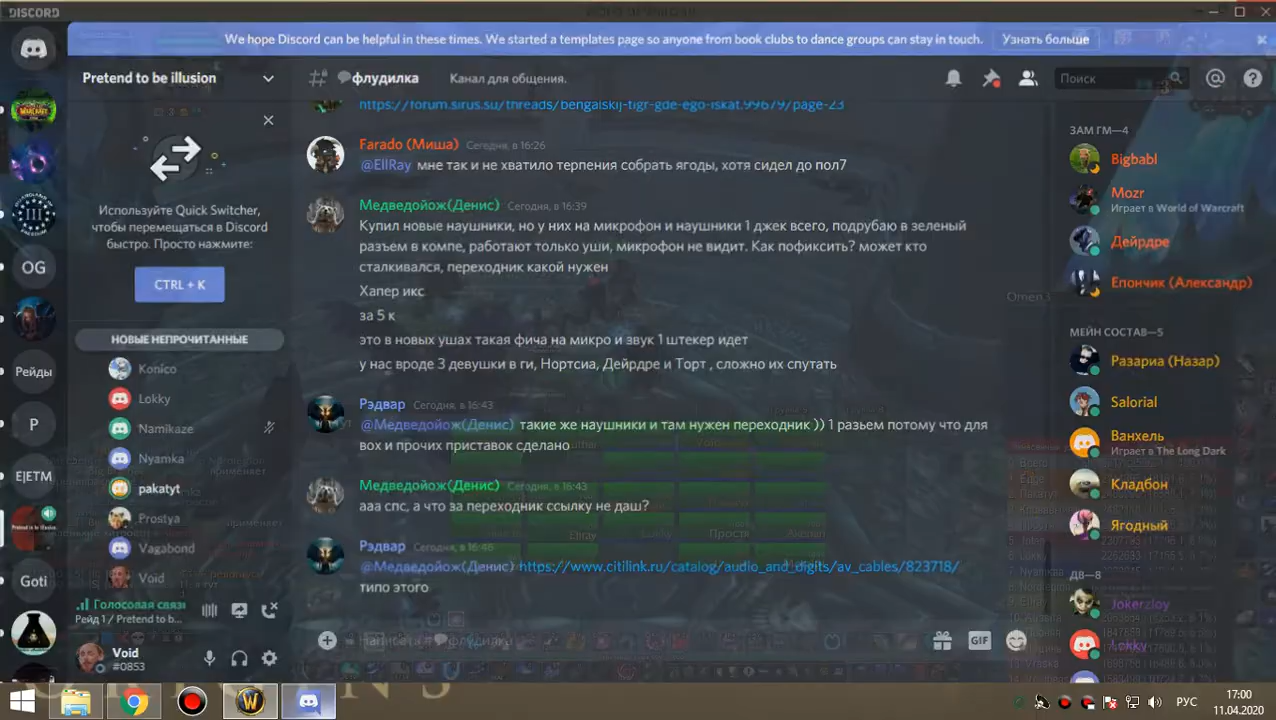 DISCORD
We hope Discord can be helpful in these times. We started a templates page so anyone from book clubs to dance groups can stay in touch.
Узнать больше
Pretend to be illusion
флудилка
Канал для общения.
Поиск
Используйте Quick Switcher,
чтобы перемещаться в Discord
быстро. Просто нажмите:
CTRL + K
НОВЫЕ НЕПРОЧИТАННЫЕ
III
OG
Рейды
P
E|ETM
Goti
Konico
Lokky
Namikaze
Nyamka
pakatyt
Prostya
Vagabond
Void
Голосовая связь
Рейд 1 / Pretend to b...
Void
#0853
https://forum.sirus.su/threads/bengalskij-tigr-gde-ego-iskat.99679/page-23
Farado (Миша) Сегодня, в 16:26
@EllRay мне так и не хватило терпения собрать ягоды, хотя сидел до пол7
Медведойож(Денис) Сегодня, в 16:39
Купил новые наушники, но у них на микрофон и наушники 1 джек всего, подрубаю в зеленый
разъем в компе, работают только уши, микрофон не видит. Как пофиксить? может кто
сталкивался, переходник какой нужен
Хапер икс
за 5 к
это в новых ушах такая фича на микро и звук 1 штекер идет
у нас вроде 3 девушки в ги, Нортсиа, Дейрдре и Торт , сложно их спутать
Рэдвар Сегодня, в 16:43
@Медведойож(Денис) такие же наушники и там нужен переходник )) 1 разьем потому что для
вох и прочих приставок сделано
Медведойож(Денис) Сегодня, в 16:43
ааа спс, а что за переходник ссылку не даш?
Рэдвар Сегодня, в 16:46
@Медведойож(Денис) https://www.citilink.ru/catalog/audio_and_digits/av_cables/823718/
типо этого
Ellray
Lokky
Простя
Написать в флудилка
GIF
ЗАМ ГМ—4
Bigbabl
Mozr
Играет в World of Warcraft
Дейрдре
Епончик (Александр)
МЕЙН СОСТАВ—5
Разариа (Назар)
Salorial
Ванхель
Играет в The Long Dark
Кладбон
Ягодный
ДВ—8
Jokerzloy
Lokky
РУС
17:00
11.04.2020